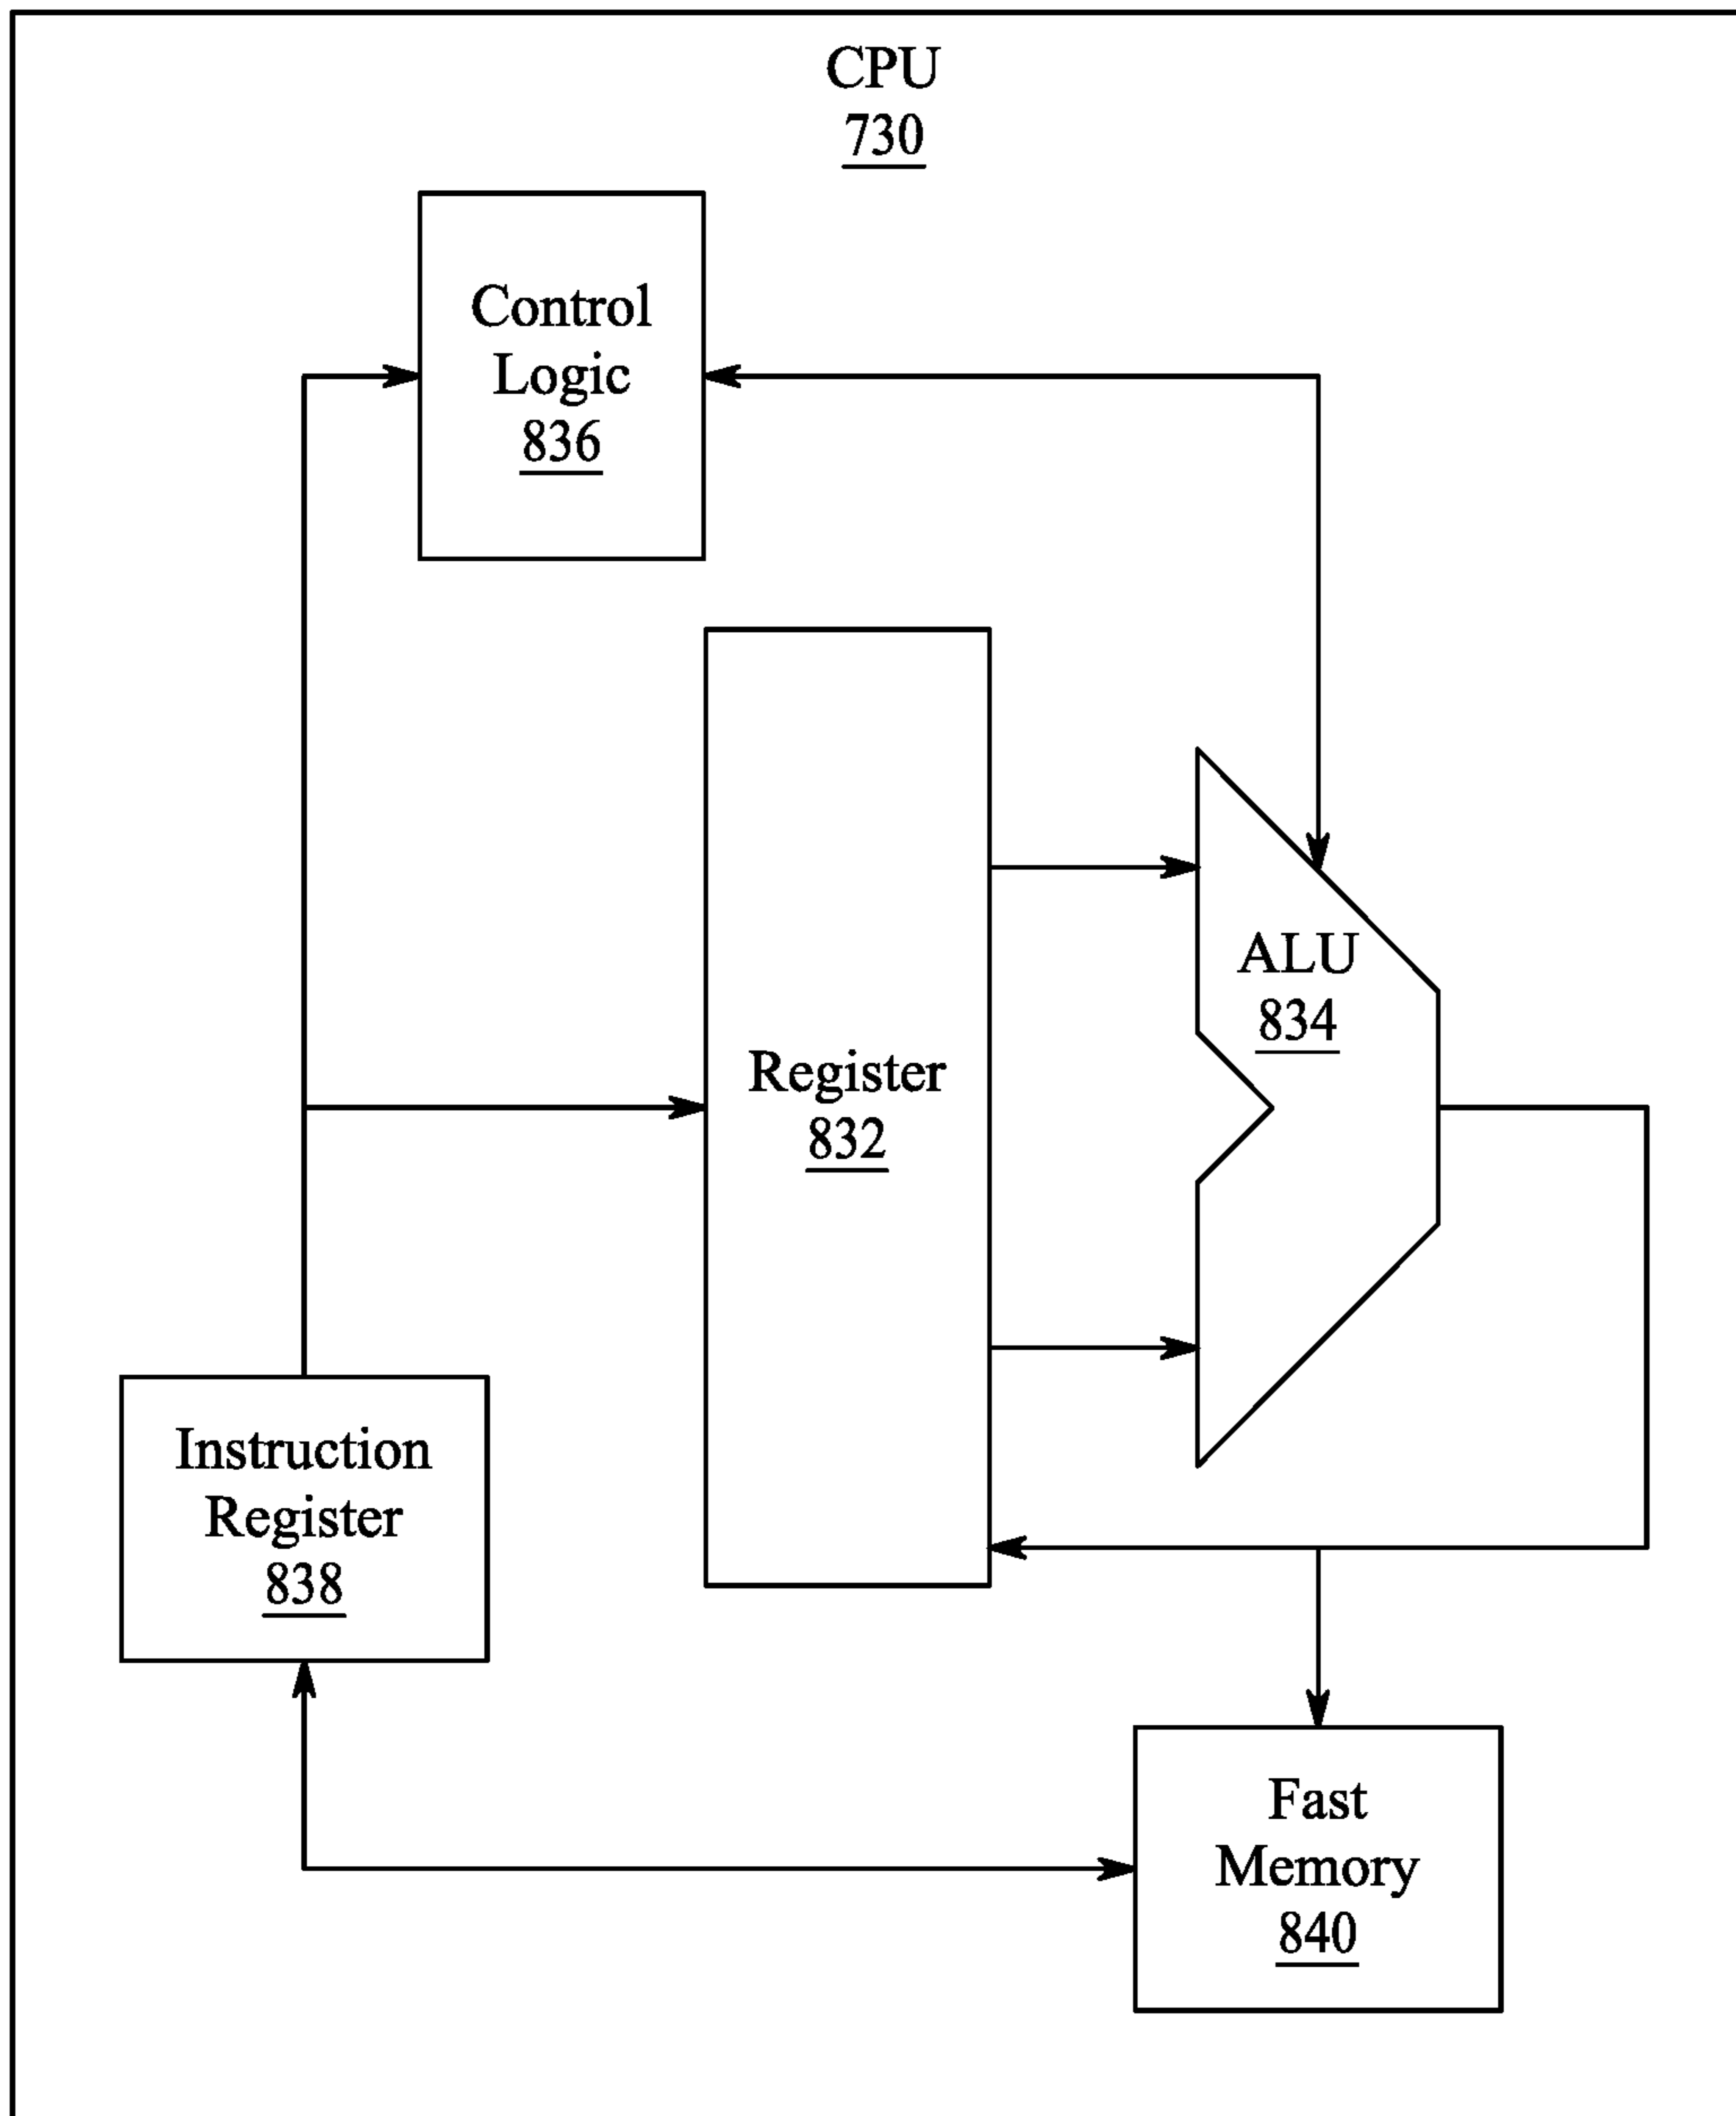 CPU
730
Control
Logic
836
ALU
834
Register
832
Instruction
Register
838
Fast
Memory
840